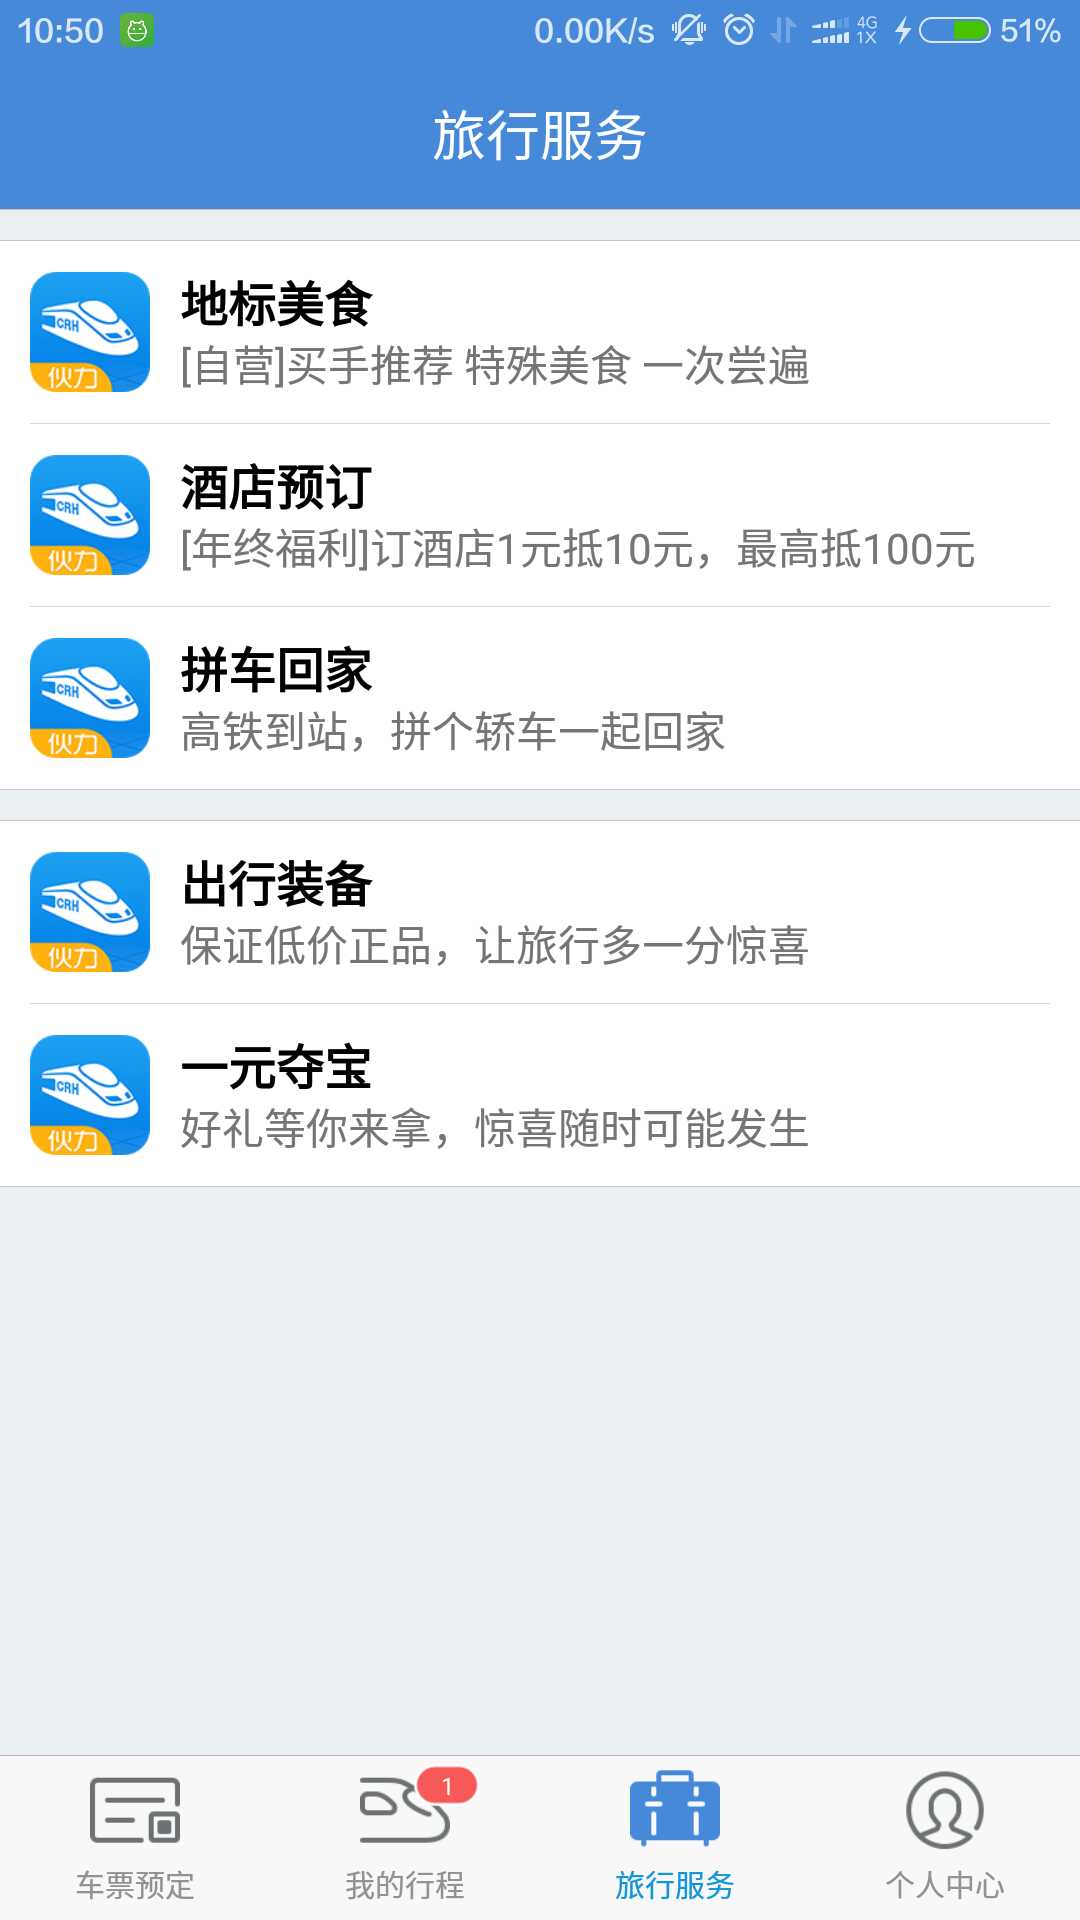 10:50 0.00K/s 4G 1X 51%
旅行服务
CRH
伙力
地标美食
[自营]买手推荐 特殊美食 一次尝遍
CRH
伙力
酒店预订
[年终福利]订酒店1元抵10元，最高抵100元
CRH
伙力
拼车回家
高铁到站，拼个轿车一起回家
CRH
伙力
出行装备
保证低价正品，让旅行多一分惊喜
CRH
伙力
一元夺宝
好礼等你来拿，惊喜随时可能发生
1
车票预定 我的行程 旅行服务 个人中心